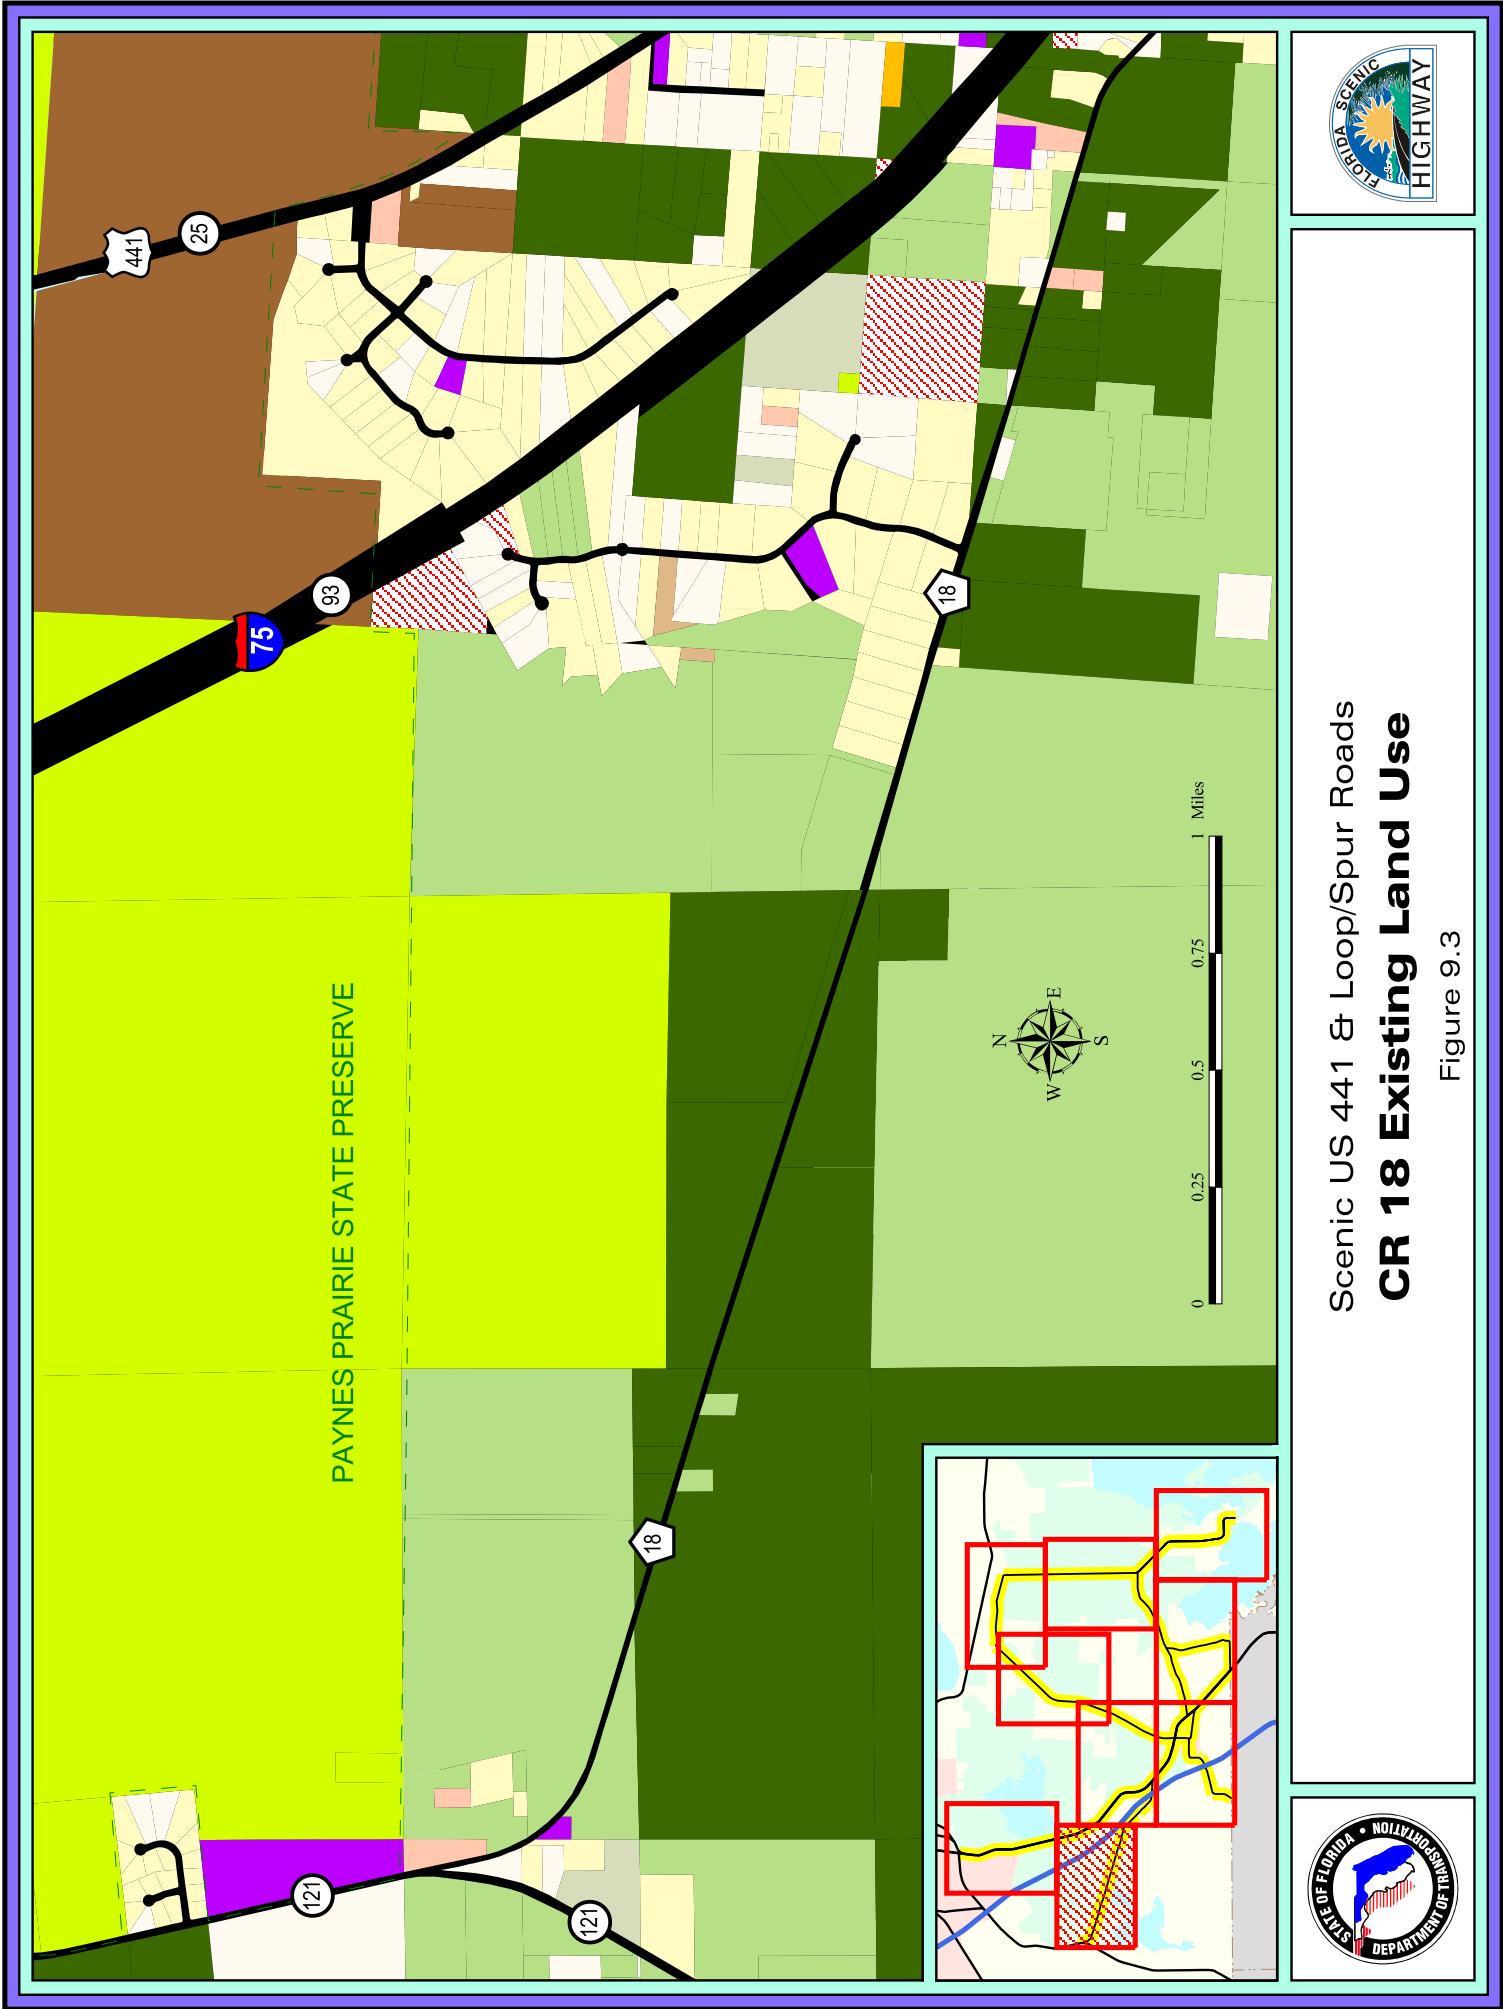 441
25
93
75
PAYNES PRAIRIE STATE PRESERVE
121
121
18
18
N
W
E
S
0
0.25
0.5
0.75
1 Miles
STATE OF FLORIDA •
DEPARTMENT OF TRANSPORTATION
Scenic US 441 & Loop/Spur Roads
CR 18 Existing Land Use
Figure 9.3
FLORIDA SCENIC
HIGHWAY